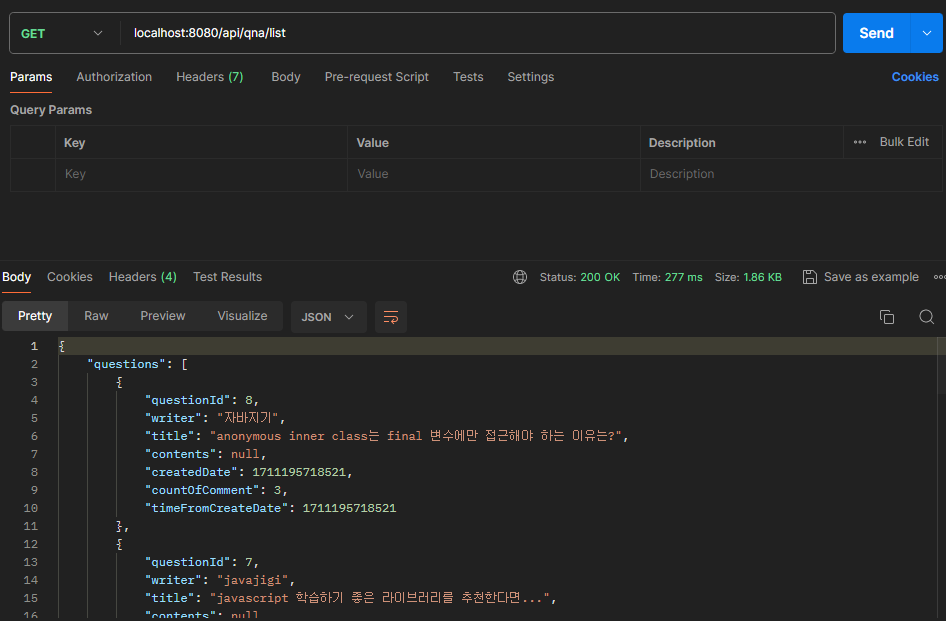 GET localhost:8080/api/qna/list Send
Params Authorization Headers (7) Body Pre-request Script Tests Settings Cookies
Query Params
Key Value Description ••• Bulk Edit
Key Value Description
Body Cookies Headers (4) Test Results Status: 200 OK Time: 277 ms Size: 1.86 KB Save as example
Pretty Raw Preview Visualize JSON
1 {
2 "questions": [
3 {
4 "questionId": 8,
5 "writer": "자바지기",
6 "title": "anonymous inner class는 final 변수에만 접근해야 하는 이유는?",
7 "contents": null,
8 "createdDate": 1711195718521,
9 "countOfComment": 3,
10 "timeFromCreateDate": 1711195718521
11 },
12 {
13 "questionId": 7,
14 "writer": "javajigi",
15 "title": "javascript 학습하기 좋은 라이브러리를 추천한다면...",
16 "contents": null